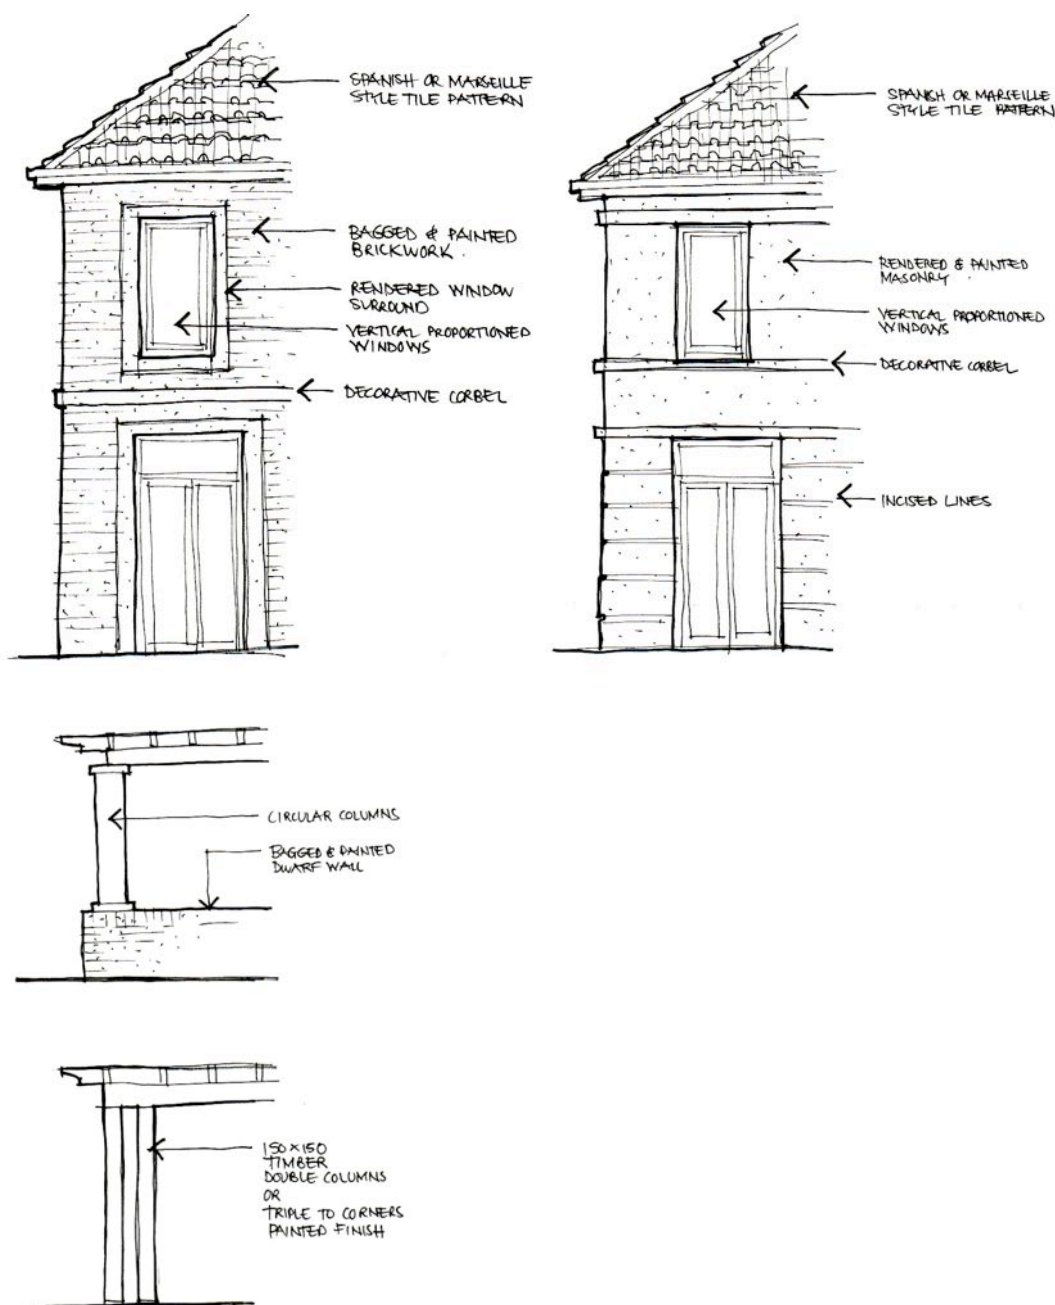 SPANISH OR MARSEILLE
STYLE TILE PATTERN
BAGGED & PAINTED
BRICKWORK.
RENDERED WINDOW
SURROUND
VERTICAL PROPORTIONED
WINDOWS
DECORATIVE CORBEL
SPANISH OR MARSEILLE
STYLE TILE PATTERN
RENDERED & PAINTED
MASONRY
VERTICAL PROPORTIONED
WINDOWS
DECORATIVE CORBEL
INCISED LINES
CIRCULAR COLUMNS
BAGGED & PAINTED
DWARF WALL
150 x 150
TIMBER
DOUBLE COLUMNS
OR
TRIPLE TO CORNERS
PAINTED FINISH